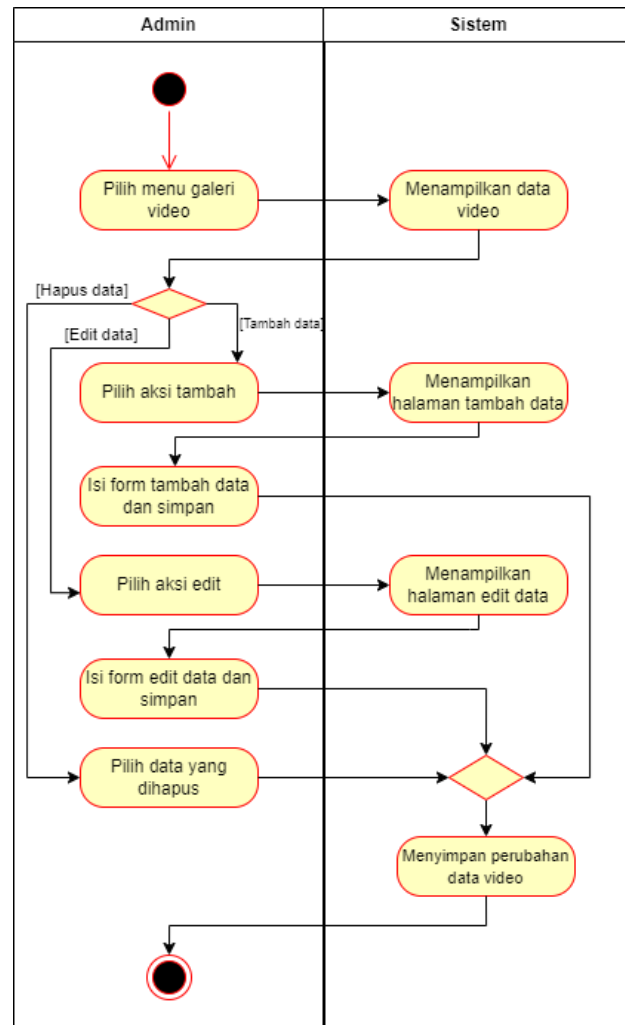 Admin
Sistem
Pilih menu galeri
video
Menampilkan data
video
[Hapus data]
[Edit data]
[Tambah data]
Pilih aksi tambah
Menampilkan
halaman tambah data
Isi form tambah data
dan simpan
Pilih aksi edit
Menampilkan
halaman edit data
Isi form edit data dan
simpan
Pilih data yang
dihapus
Menyimpan perubahan
data video